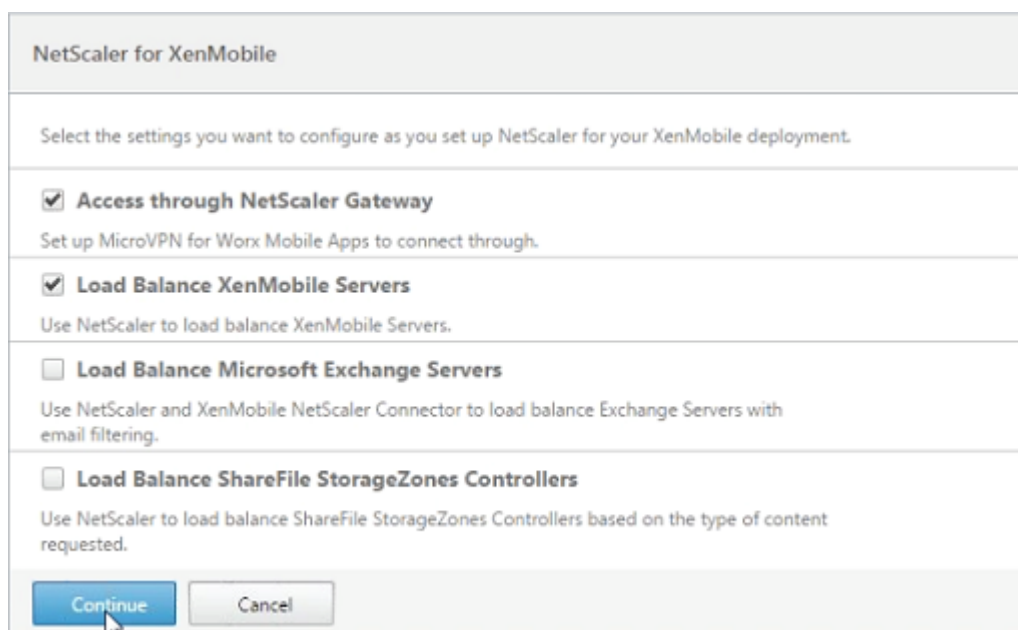 NetScaler for XenMobile
Select the settings you want to configure as you set up NetScaler for your XenMobile deployment.
Access through NetScaler Gateway
Set up MicroVPN for Worx Mobile Apps to connect through.
Load Balance XenMobile Servers
Use NetScaler to load balance XenMobile Servers.
Load Balance Microsoft Exchange Servers
Use NetScaler and XenMobile NetScaler Connector to load balance Exchange Servers with
email filtering.
Load Balance ShareFile StorageZones Controllers
Use NetScaler to load balance ShareFile StorageZones Controllers based on the type of content
requested.
Continue Cancel